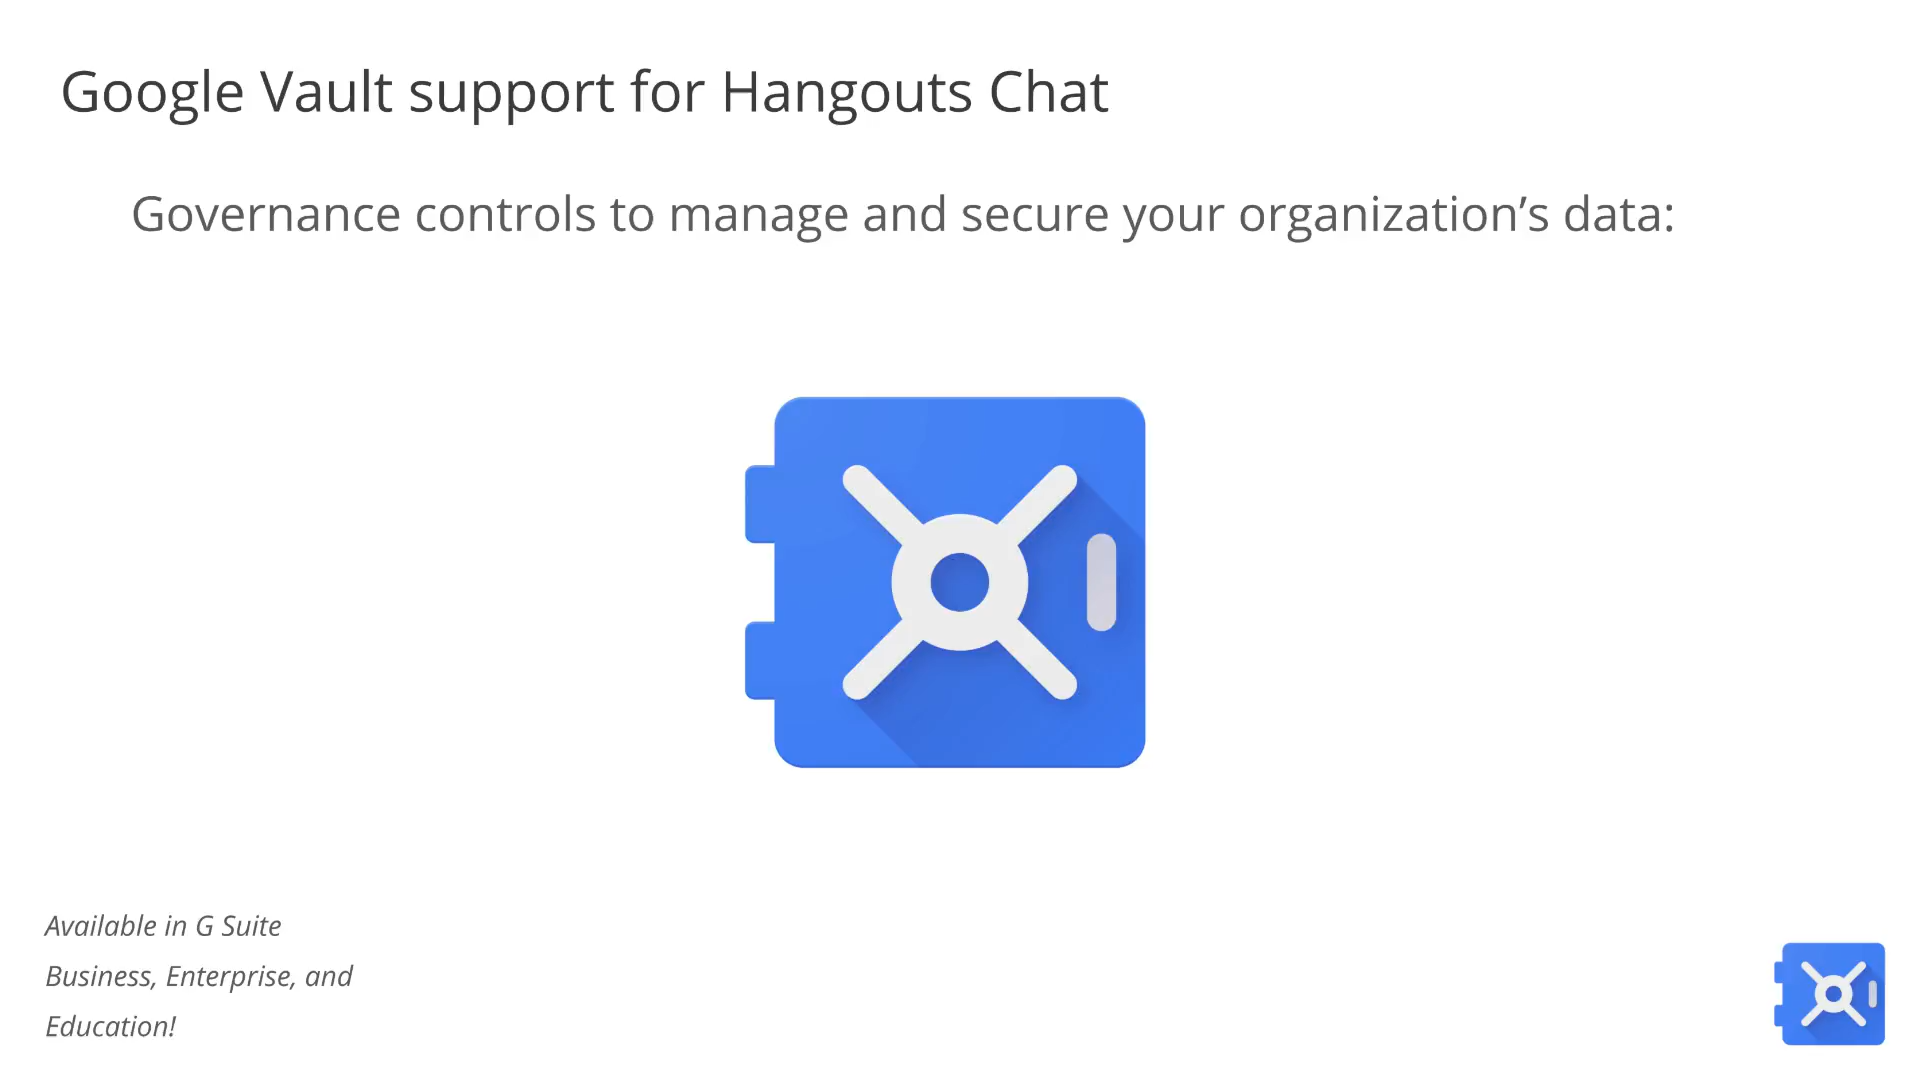 Google Vault support for Hangouts Chat
Governance controls to manage and secure your organization’s data:
Available in G Suite
Business, Enterprise, and
Education!